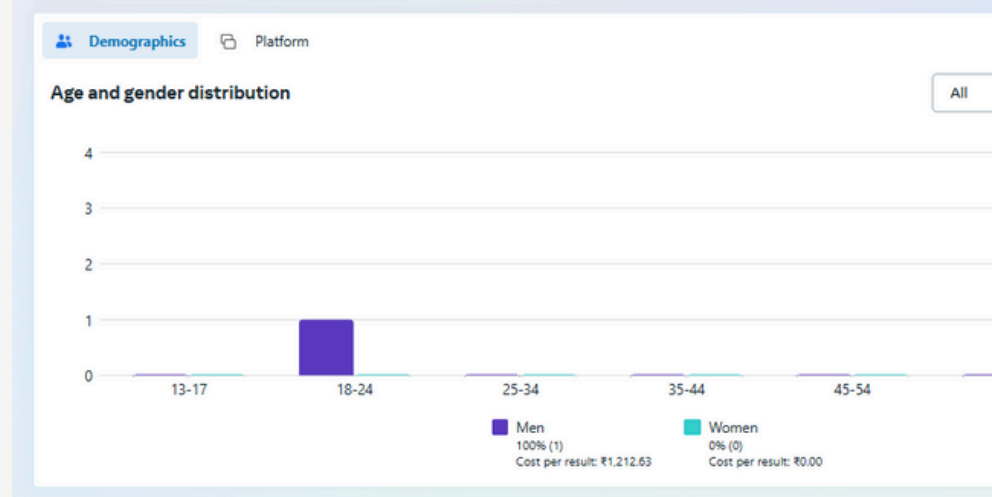 Demographics Platform
Age and gender distribution
All
4
3
2
1
0
13-17 18-24 25-34 35-44 45-54
Men Women
100% (1) 0% (0)
Cost per result: ₹1,212.63 Cost per result: ₹0.00